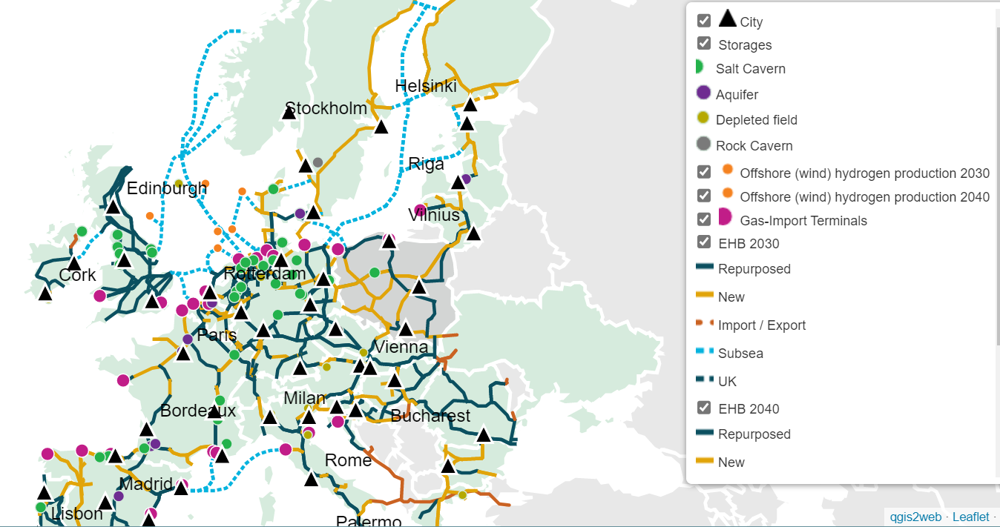 Helsinki
Stockholm
Riga
Edinburgh
Vilnius
Rotterdam
Cork
Paris
Vienna
Milan
Bordeaux
Bucharest
Rome
Madrid
Lisbon
Palermo
City
Storages
Salt Cavern
Aquifer
Depleted field
Rock Cavern
Offshore (wind) hydrogen production 2030
Offshore (wind) hydrogen production 2040
Gas-Import Terminals
EHB 2030
Repurposed
New
Import / Export
Subsea
UK
EHB 2040
Repurposed
New
qgis2web · Leaflet ·